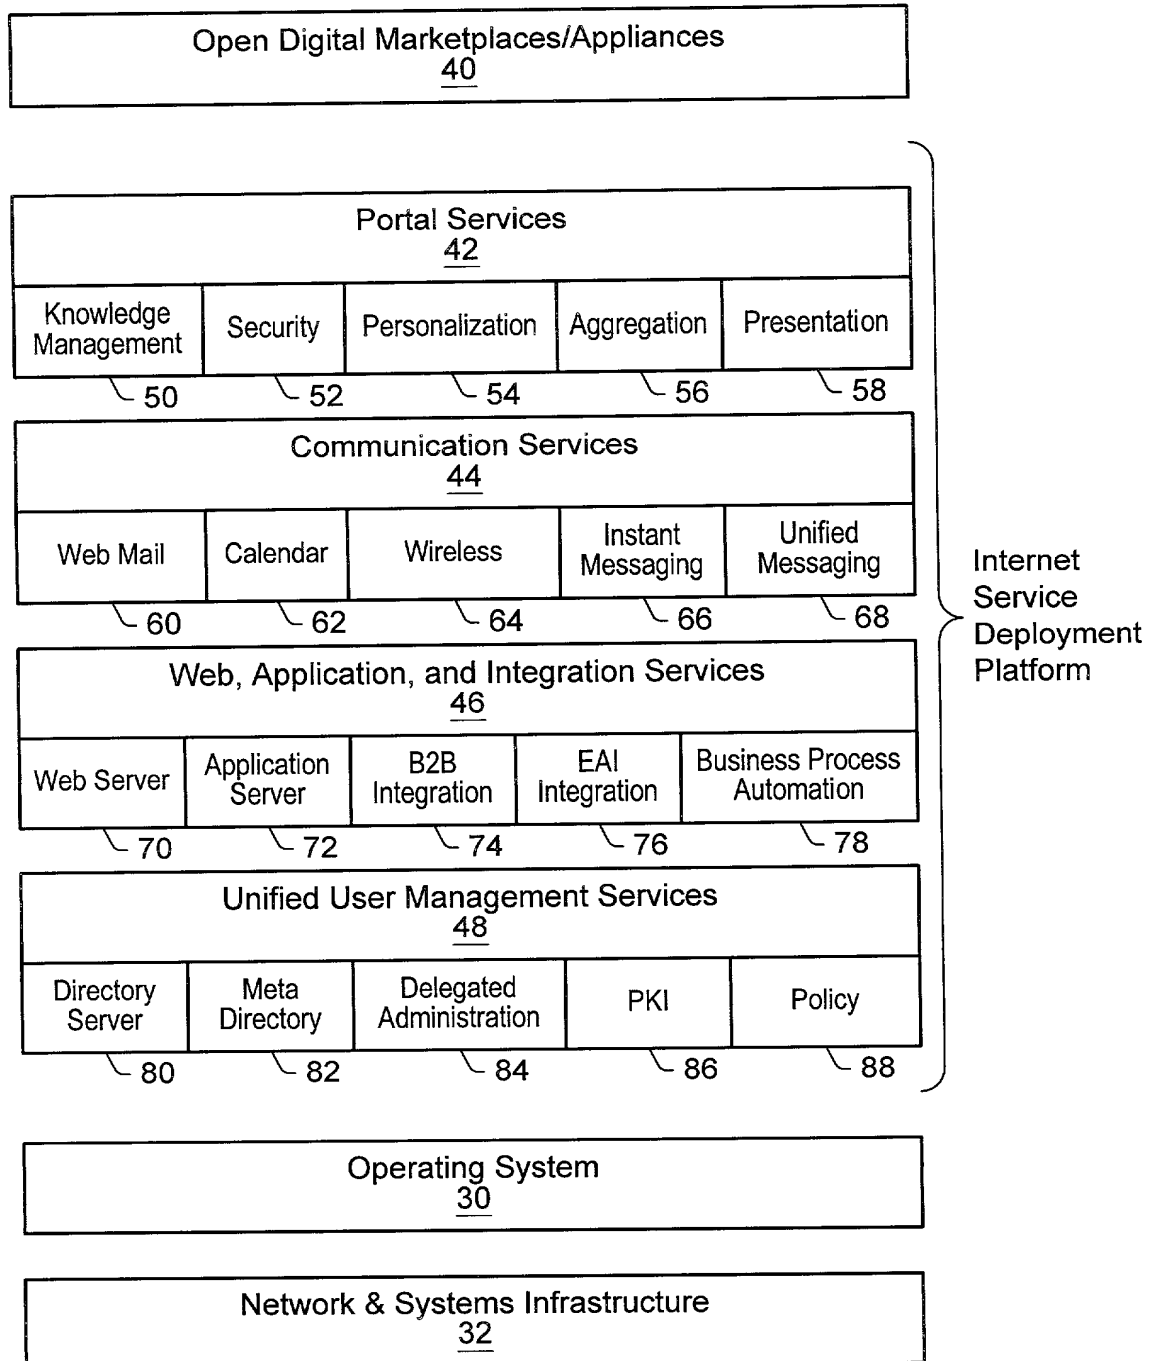 Open Digital Marketplaces/Appliances
40
Portal Services
42
Knowledge
Management
Security
Personalization
Aggregation
Presentation
50
52
54
56
58
Communication Services
44
Web Mail
Calendar
Wireless
Instant
Messaging
Unified
Messaging
60
62
64
66
68
Web, Application, and Integration Services
46
Web Server
Application
Server
B2B
Integration
EAI
Integration
Business Process
Automation
70
72
74
76
78
Unified User Management Services
48
Directory
Server
Meta
Directory
Delegated
Administration
PKI
Policy
80
82
84
86
88
Internet
Service
Deployment
Platform
Operating System
30
Network & Systems Infrastructure
32